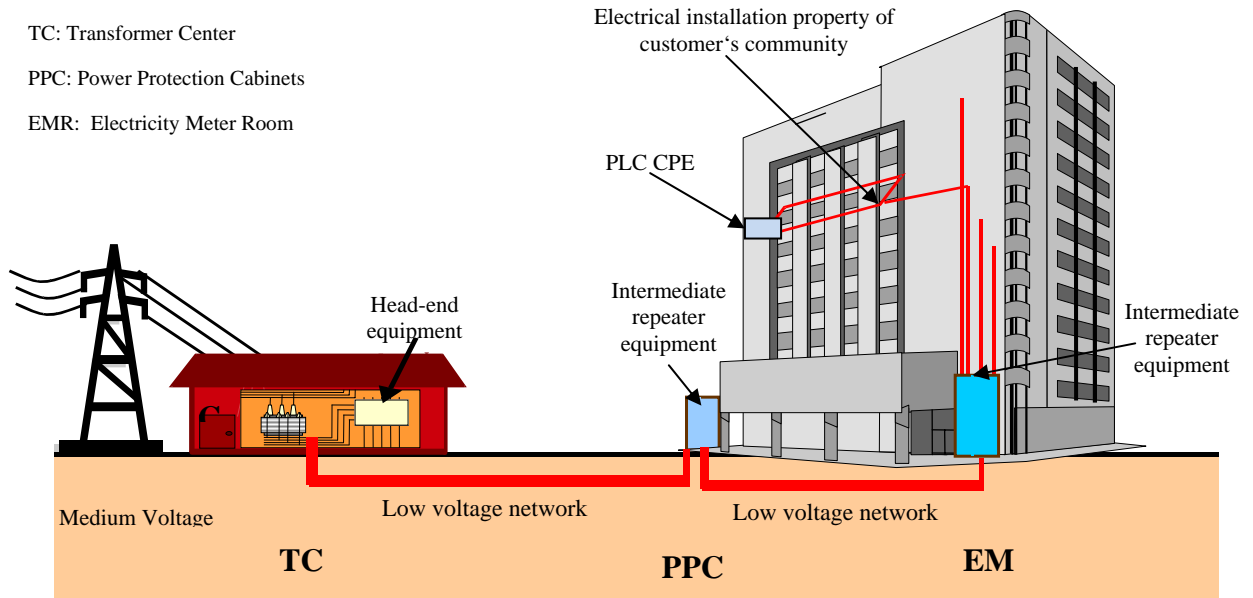 TC: Transformer Center
PPC: Power Protection Cabinets
EMR: Electricity Meter Room
Electrical installation property of
customer‘s community
PLC CPE
Head-end
equipment
Intermediate
repeater
equipment
Intermediate
repeater
equipment
C
Medium Voltage
Low voltage network
Low voltage network
TC
PPC
EM